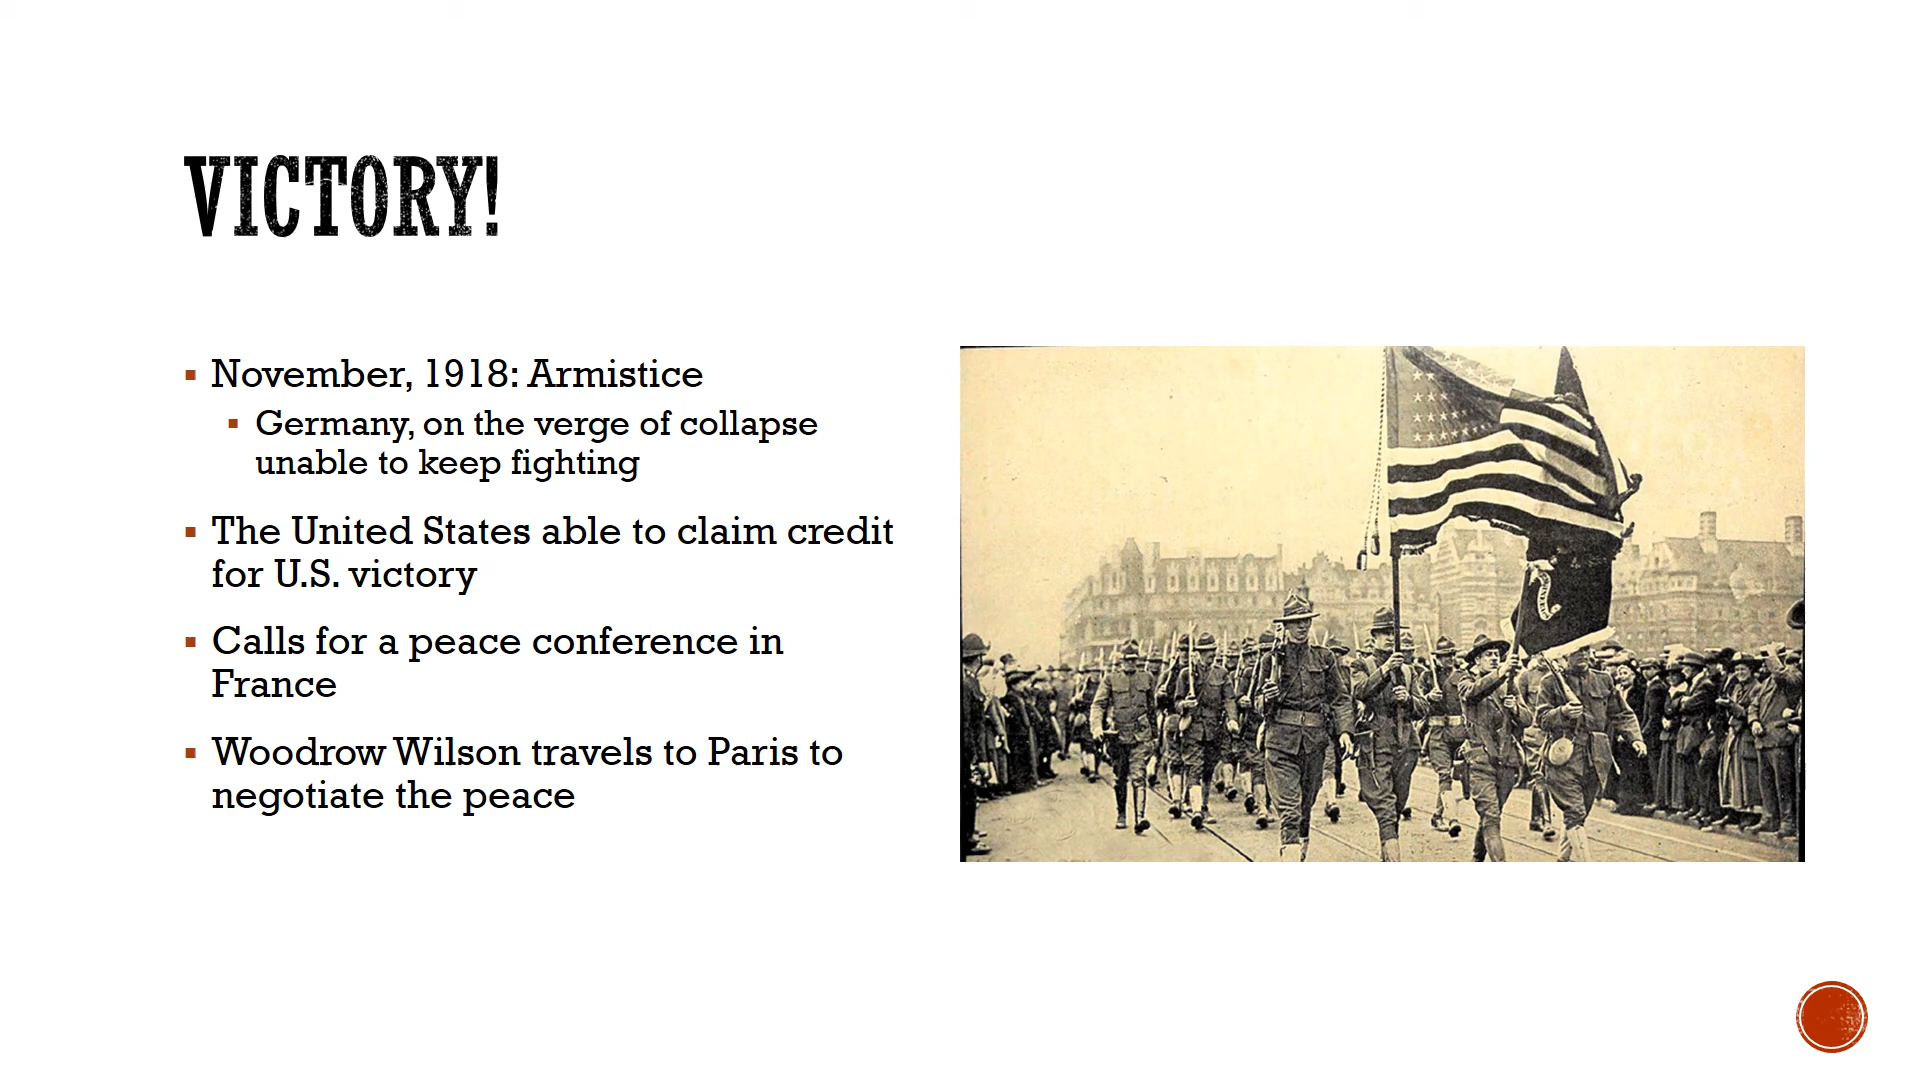 VICTORY!
November, 1918: Armistice
Germany, on the verge of collapse
unable to keep fighting
The United States able to claim credit
for U.S. victory
Calls for a peace conference in
France
Woodrow Wilson travels to Paris to
negotiate the peace